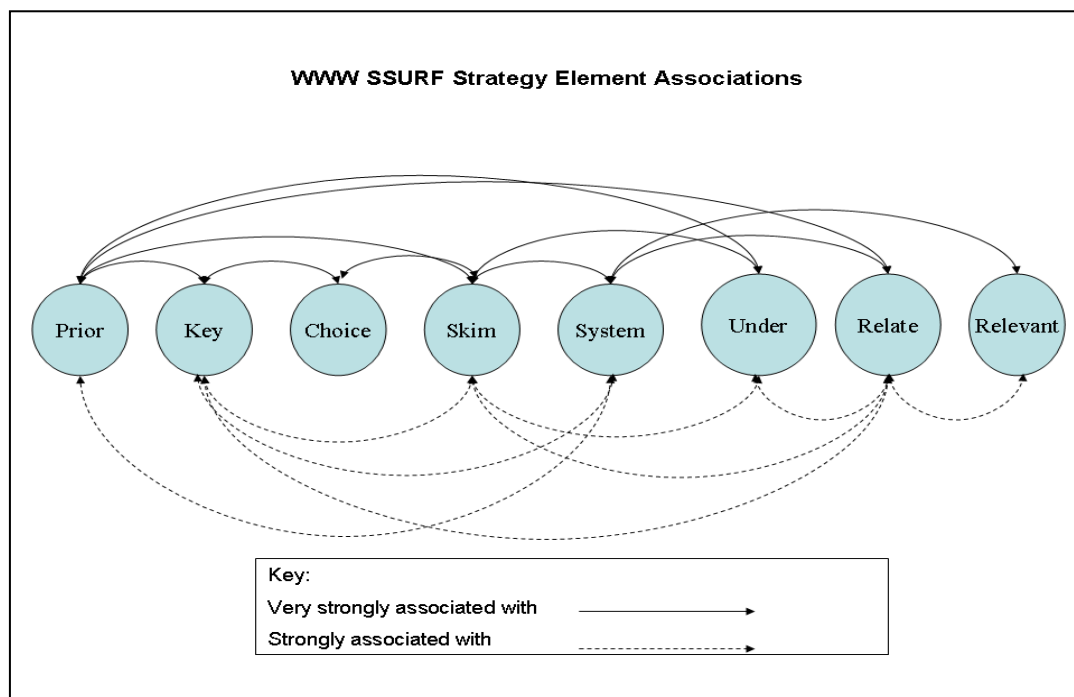 WWW SSURF Strategy Element Associations
Prior Key Choice Skim System Under Relate Relevant
Key:
Very strongly associated with
Strongly associated with